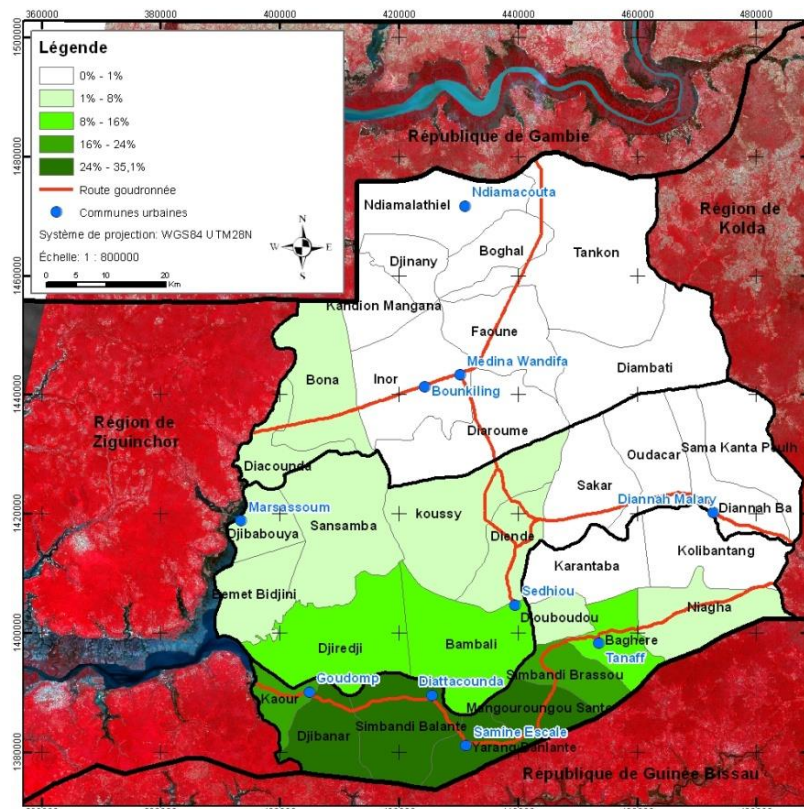 360000
380000
400000
420000
440000
460000
480000
1500000
1480000
1460000
1440000
1420000
1400000
1380000
Légende
0% - 1%
1% - 8%
8% - 16%
16% - 24%
24% - 35,1%
Route goudronnée
Communes urbaines
Système de projection: WGS84 UTM28N
Échelle: 1 : 800000
0 5 10 20
Km
N
W E
S
République de Gambie
Région de
Kolda
Ndiamacouta
Ndiamalathiel
Boghal
Tankon
Djinany
Kandion Mangana
Faoune
Medina Wandifa
Diambati
Bona
Inor
Bounkiling
Région de
Ziguinchor
Diaroume
Diacounda
Oudacar
Sama Kanta Peulh
Sakar
Diannah Malary
Diannah Ba
Marsassoum
Sansamba
koussy
Djibabouya
Diende
Karantaba
Kolibantang
Bemet Bidjini
Sedhiou
Niagha
Diouboudou
Djiredji
Bambali
Baghere
Tanaff
Goudomp
Diattacounda
Simbandi Brassou
Kaour
Mangouroungou Santo
Djibanar
Simbandi Balante
Samine Escale
République de Guinée Bissau